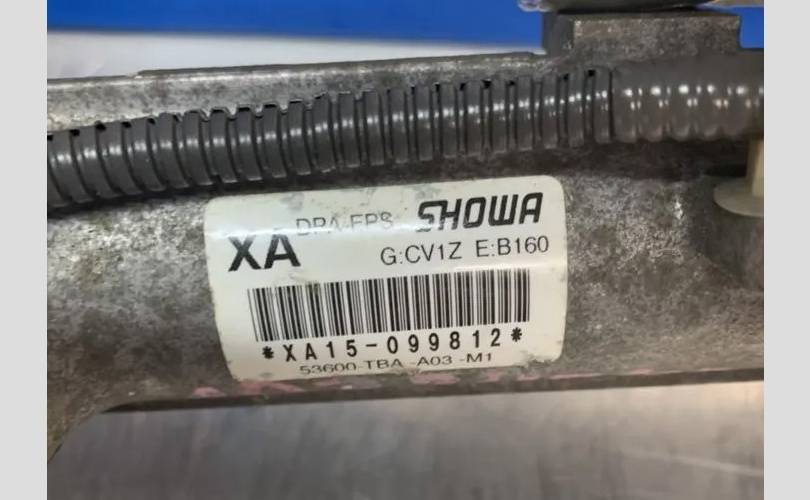 DPA-EPS SHOWA
XA G:CV1Z E:B160
*XA15-099812*
53600-TBA-A03-M1